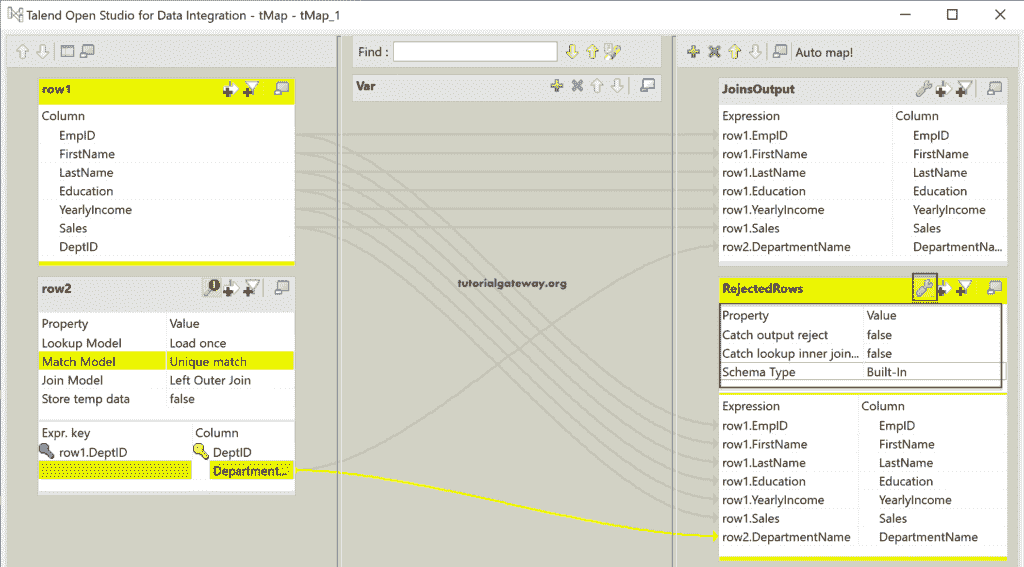 Talend Open Studio for Data Integration - tMap - tMap_1
Find :
Auto map!
row1
Column
EmpID
FirstName
LastName
Education
YearlyIncome
Sales
DeptID
row2
Property Value
Lookup Model Load once
Match Model Unique match
Join Model Left Outer Join
Store temp data false
Expr. key Column
row1.DeptID DeptID
Department...
Var
tutorialgateway.org
JoinsOutput
Expression Column
row1.EmpID EmpID
row1.FirstName FirstName
row1.LastName LastName
row1.Education Education
row1.YearlyIncome YearlyIncome
row1.Sales Sales
row2.DepartmentName DepartmentNa...
RejectedRows
Property Value
Catch output reject false
Catch lookup inner join... false
Schema Type Built-In
Expression Column
row1.EmpID EmpID
row1.FirstName FirstName
row1.LastName LastName
row1.Education Education
row1.YearlyIncome YearlyIncome
row1.Sales Sales
row2.DepartmentName DepartmentName